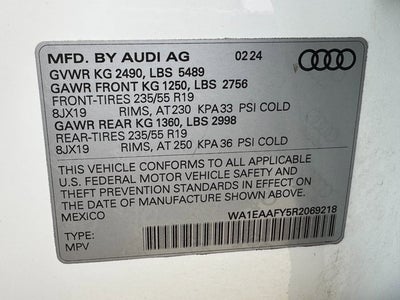 MFD. BY AUDI AG 02 24
GVWR KG 2490, LBS 5489
GAWR FRONT KG 1250, LBS 2756
FRONT-TIRES 235/55 R19
8JX19 RIMS, AT 230 KPA 33 PSI COLD
GAWR REAR KG 1360, LBS 2998
REAR-TIRES 235/55 R19
8JX19 RIMS, AT 250 KPA 36 PSI COLD
THIS VEHICLE CONFORMS TO ALL APPLICABLE
U.S. FEDERAL MOTOR VEHICLE SAFETY AND
THEFT PREVENTION STANDARDS IN EFFECT ON
THE DATE OF MANUFACTURE SHOWN ABOVE.
MEXICO WA1EAAFY5R2069218
TYPE
MPV